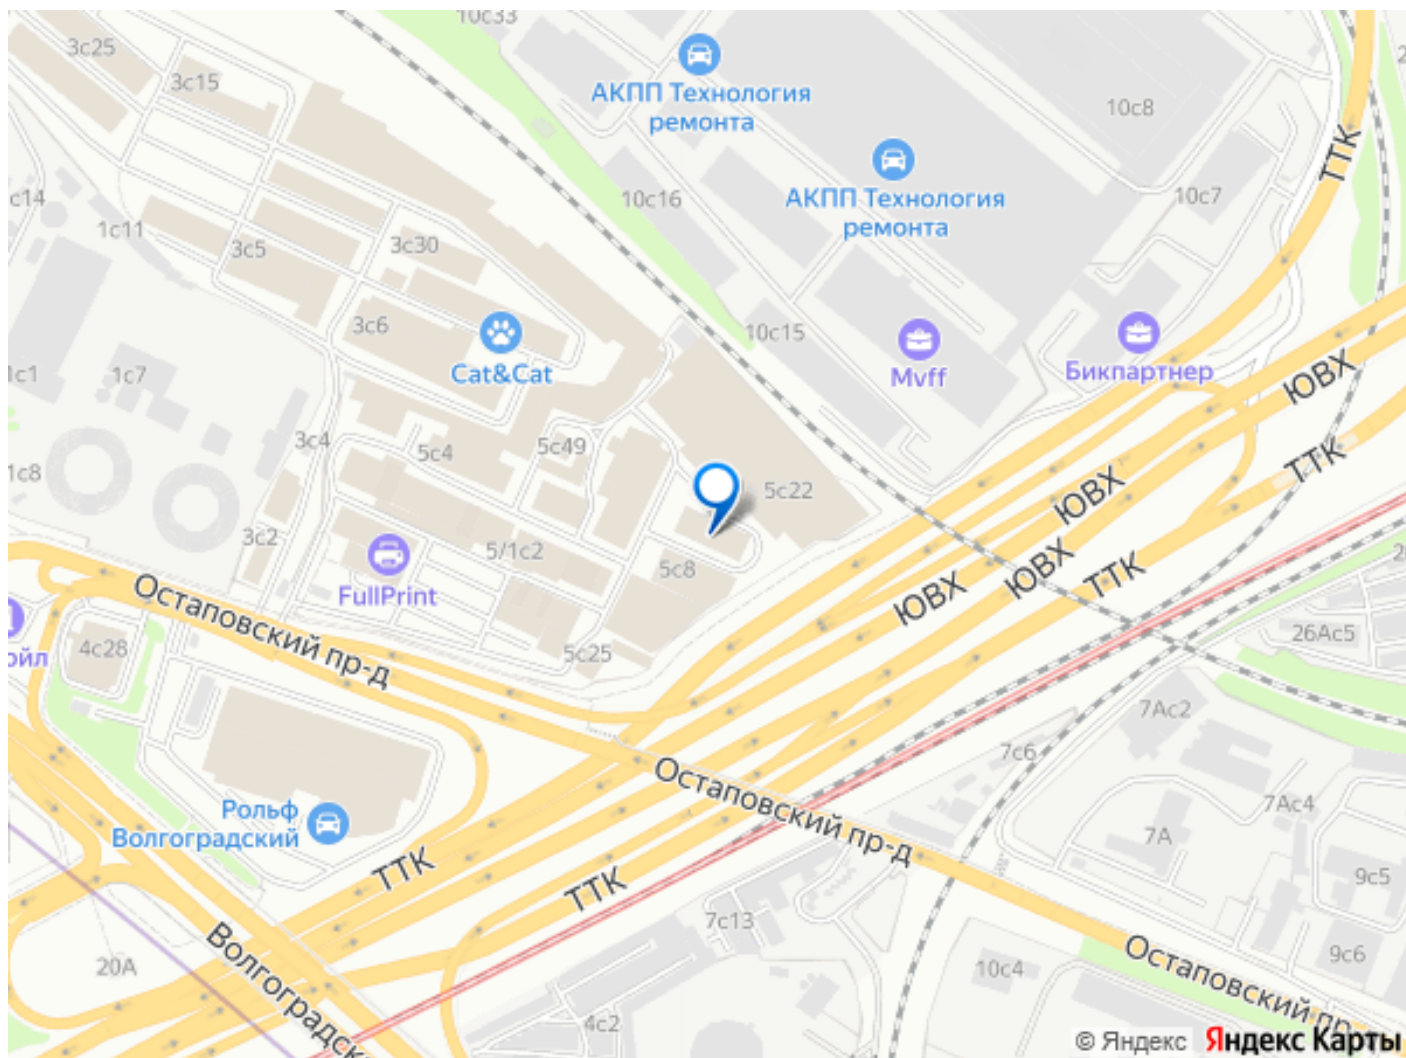 10с33
3с25
3с15
АКПП Технология
ремонта
10с8
ТТК
АКПП Технология
ремонта
10с16
10с7
с14
1с11
3с5
3с30
3с6
Cat&Cat
10с15
Mvff
Бикпартнер
ЮВХ
1с1
1с7
3с4
5с4
5с49
1с8
5с22
ЮВХ
ТТК
3с2
5/1с2
FullPrint
5с8
ЮВХ
ЮВХ
ТТК
Остаповский пр-д
4с28
ойл
5с25
26Ас5
7Ас2
7с6
Остаповский пр-д
7Ас4
7А
Рольф
Волгоградский
ТТК
ТТК
9с5
7с13
20А
Волгоградск
10с4
Остаповский пр-
9с6
4с2
© Яндекс Яндекс Карты